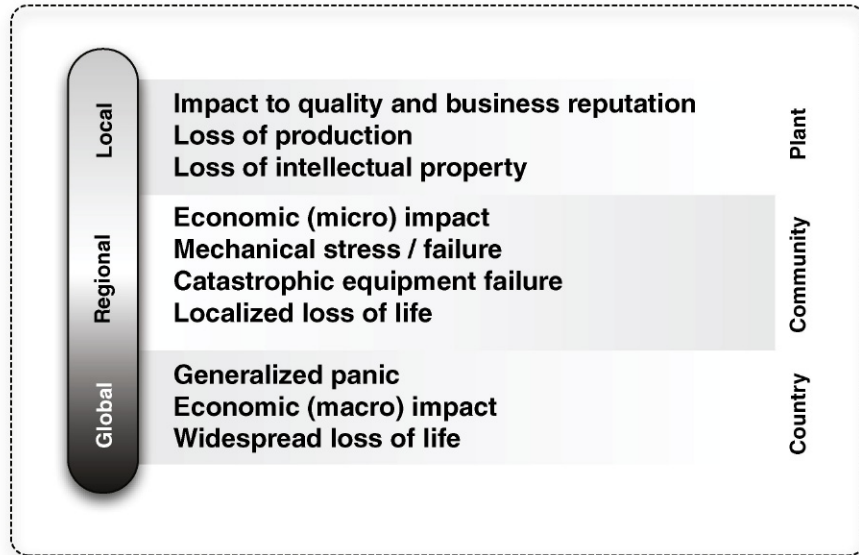 Local
Impact to quality and business reputation
Loss of production
Loss of intellectual property
Plant
Regional
Economic (micro) impact
Mechanical stress / failure
Catastrophic equipment failure
Localized loss of life
Community
Global
Generalized panic
Economic (macro) impact
Widespread loss of life
Country